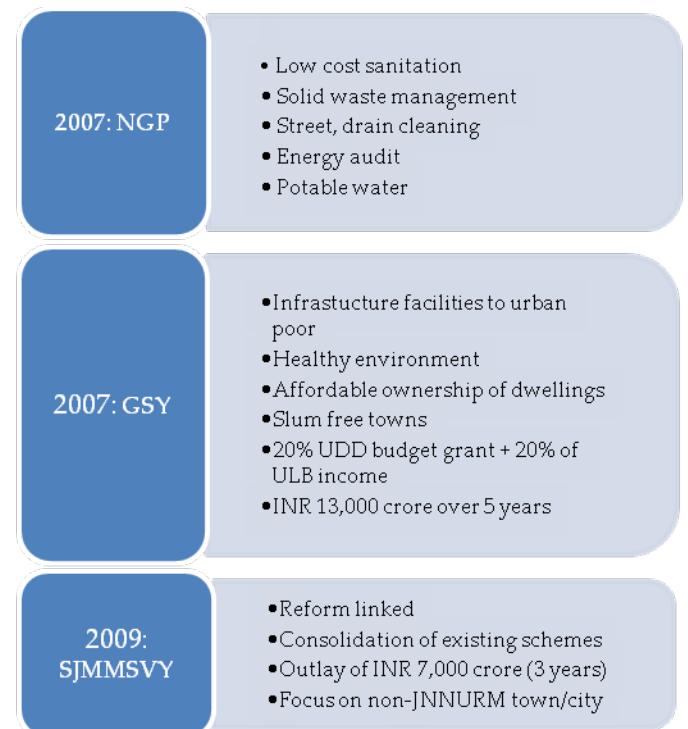 2007: NGP
• Low cost sanitation
• Solid waste management
• Street, drain cleaning
• Energy audit
• Potable water
2007: GSY
•Infrastucture facilities to urban
poor
•Healthy environment
•Affordable ownership of dwellings
•Slum free towns
•20% UDD budget grant + 20% of
ULB income
•INR 13,000 crore over 5 years
2009:
SJMMSVY
•Reform linked
•Consolidation of existing schemes
•Outlay of INR 7,000 crore (3 years)
•Focus on non-JNNURM town/city